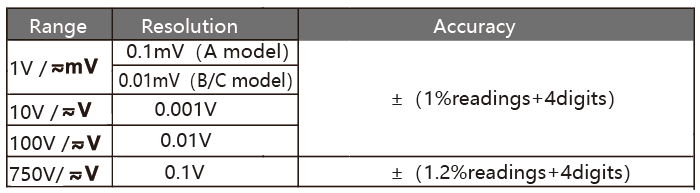 Range Resolution Accuracy
1V / ≂mV 0.1mV (A model)
0.01mV (B/C model)
10V / ≂V 0.001V ± (1%readings+4digits)
100V / ≂V 0.01V
750V/ ≂V 0.1V ± (1.2%readings+4digits)